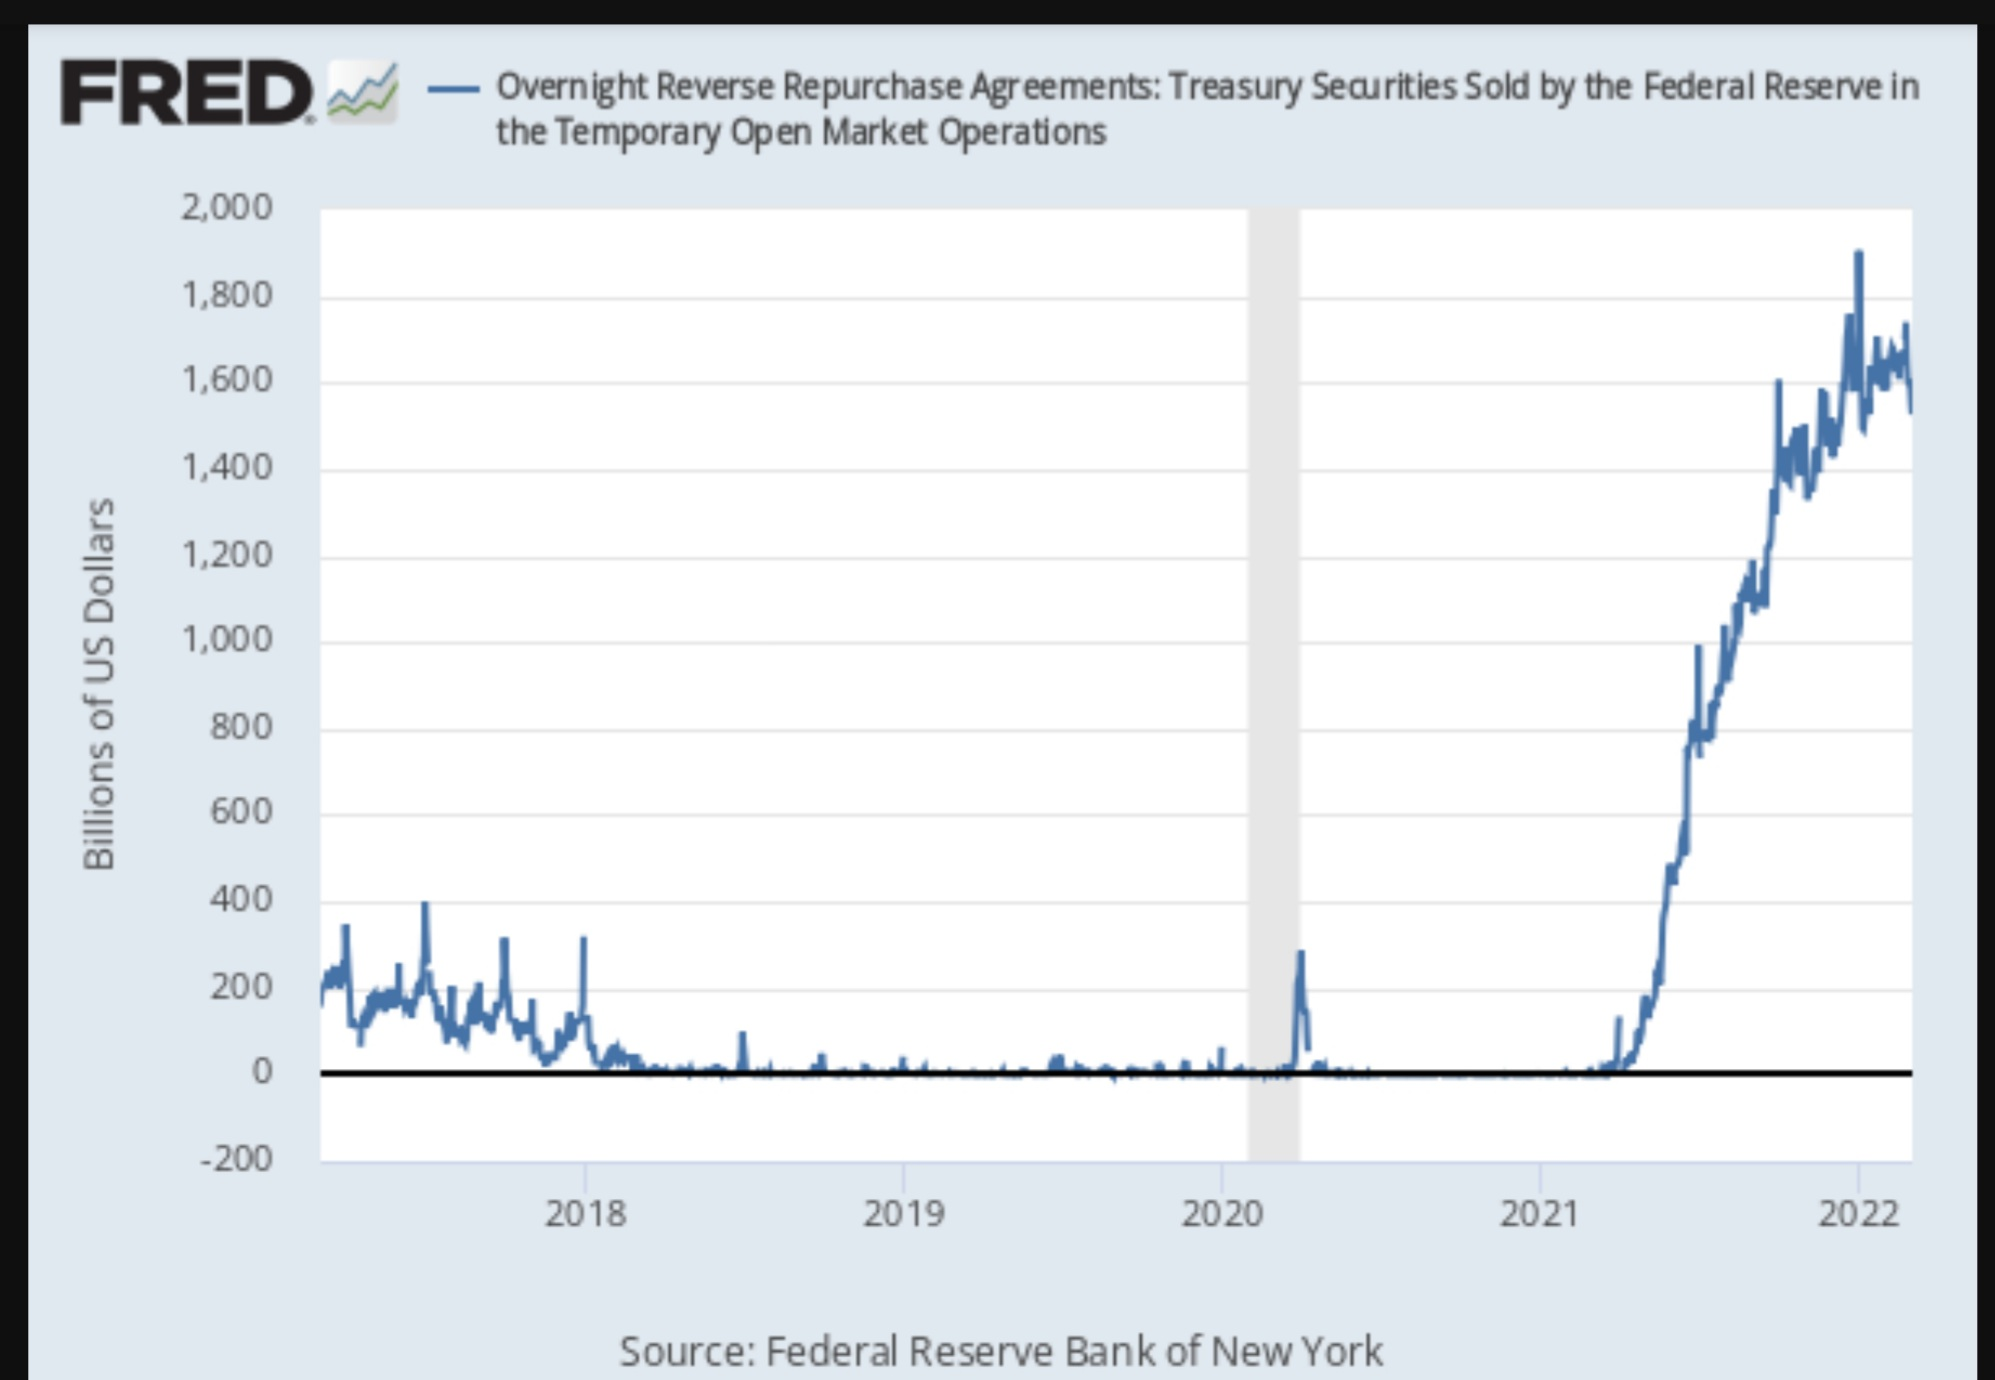 FRED®
Overnight Reverse Repurchase Agreements: Treasury Securities Sold by the Federal Reserve in
the Temporary Open Market Operations
2,000
1,800
1,600
1,400
1,200
1,000
800
600
400
200
0
-200
Billions of US Dollars
2018 2019 2020 2021 2022
Source: Federal Reserve Bank of New York